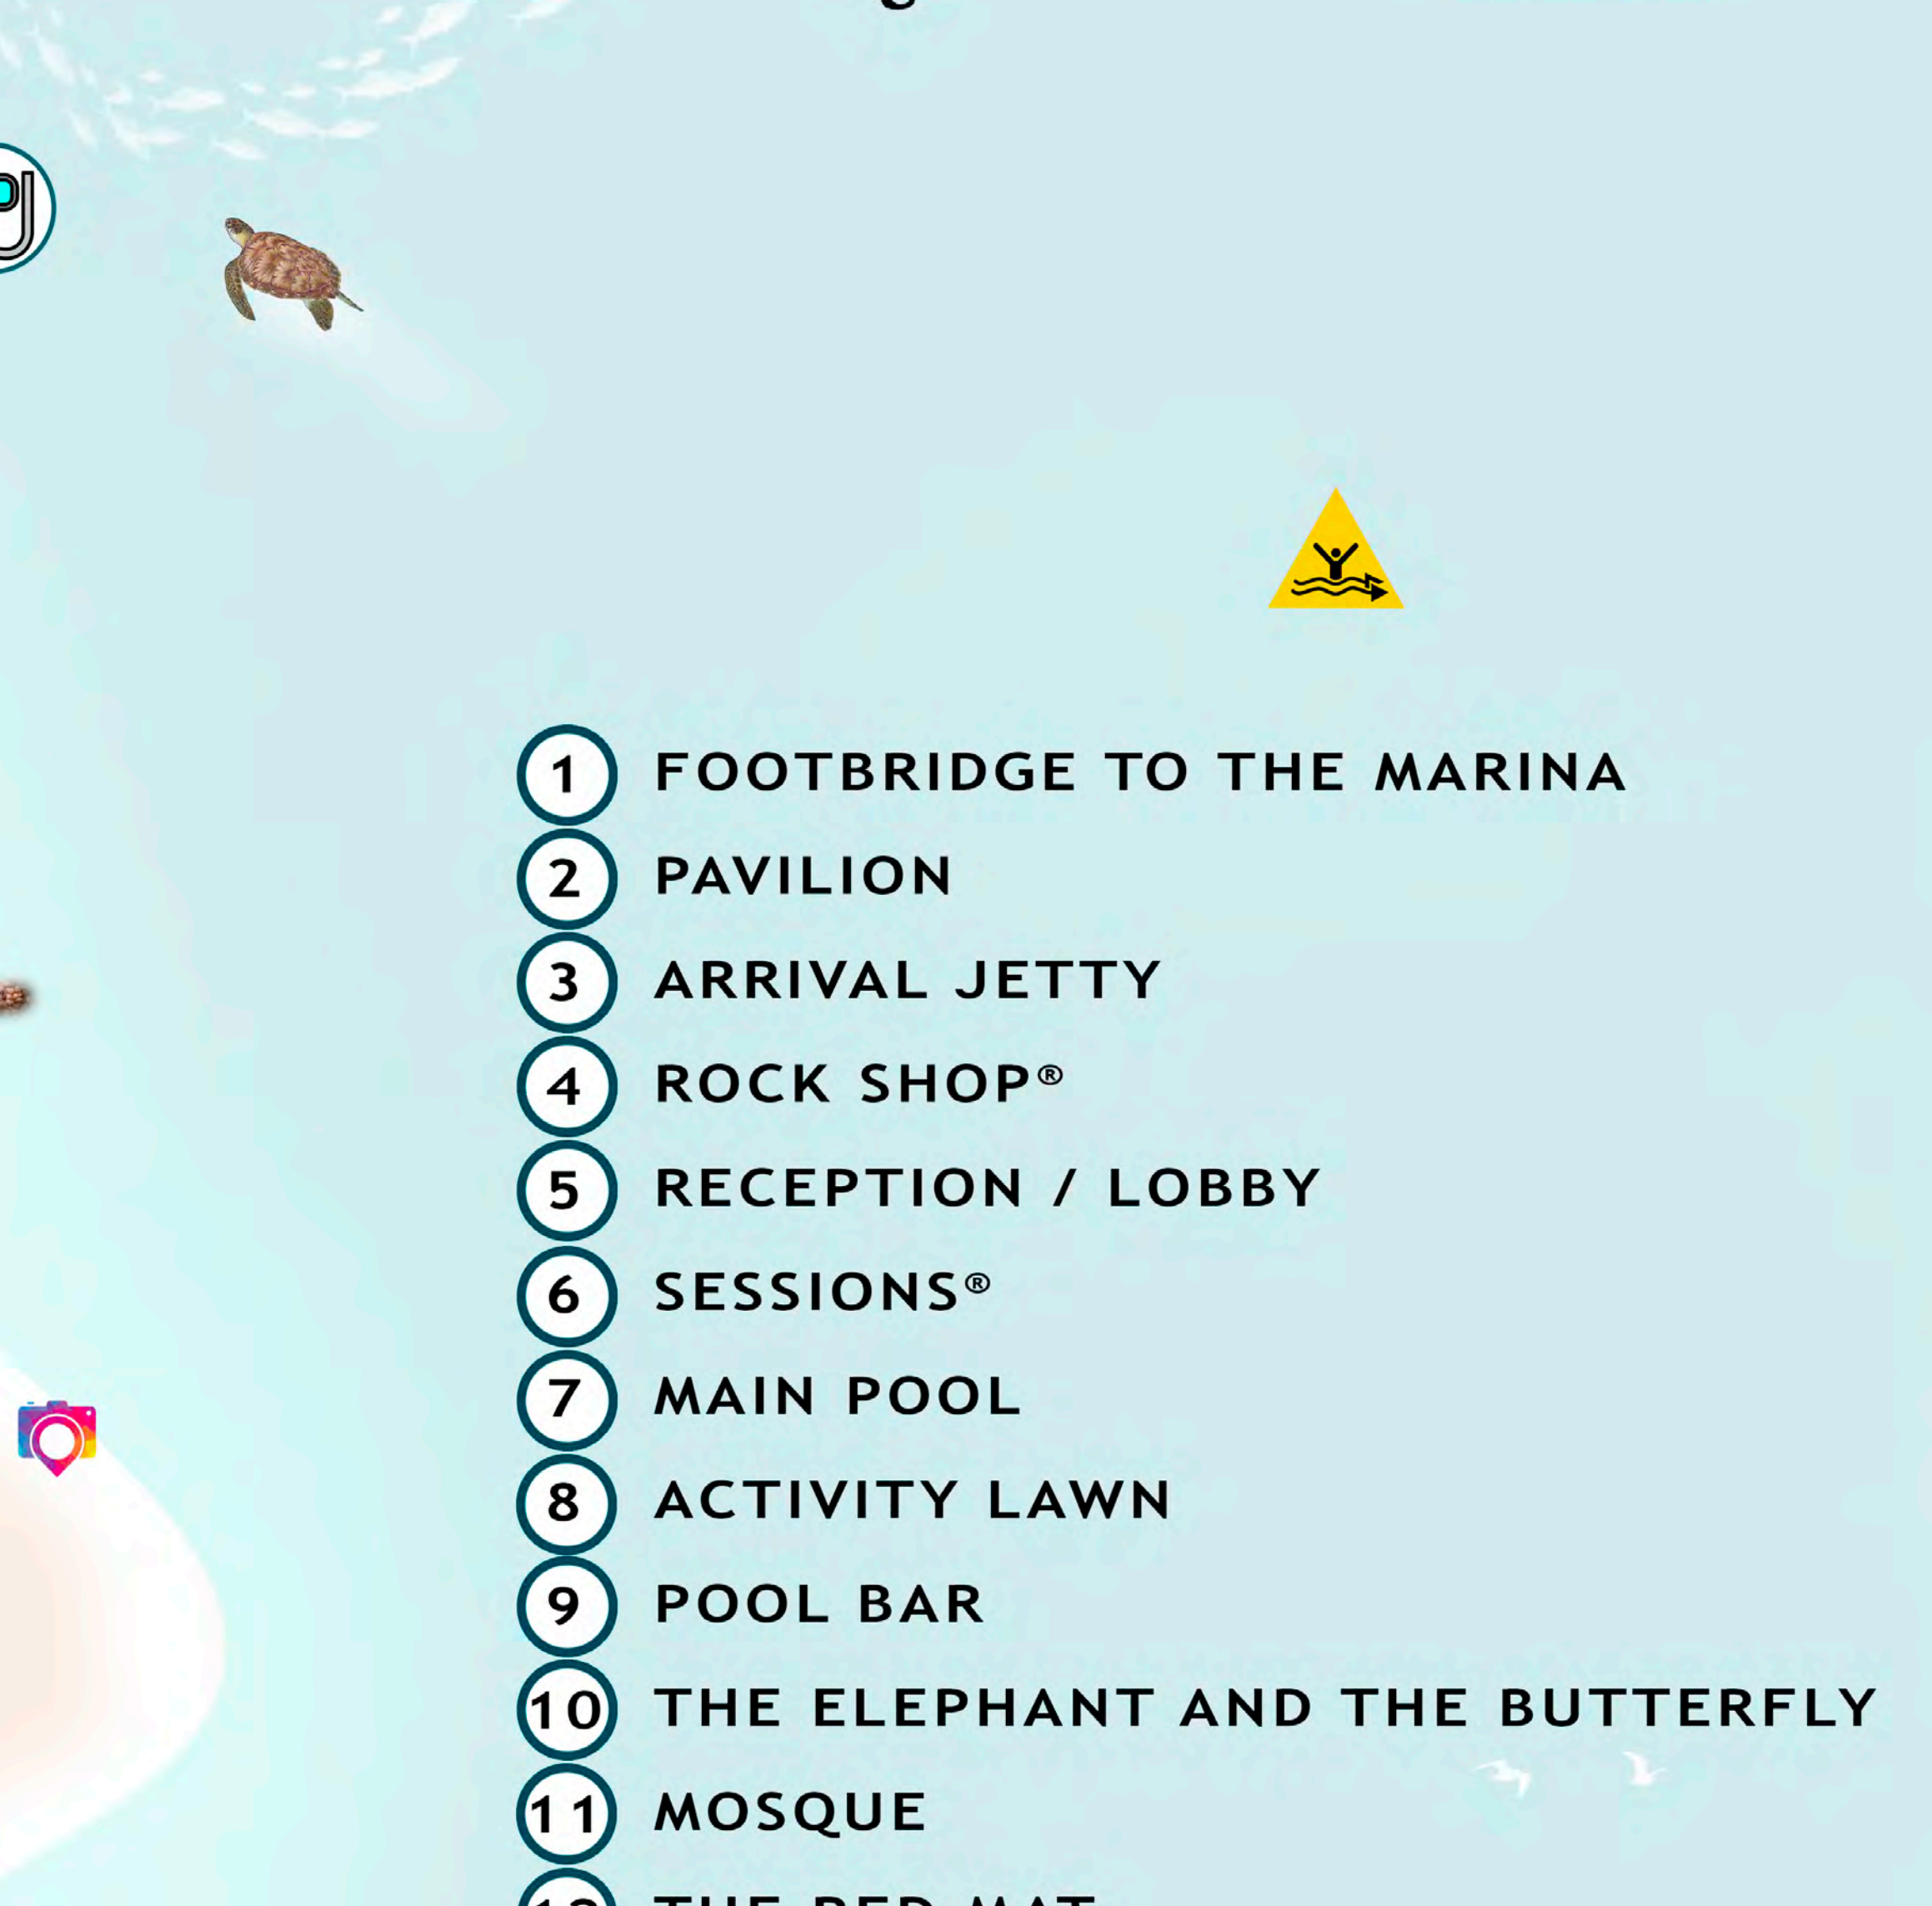 1 FOOTBRIDGE TO THE MARINA
2 PAVILION
3 ARRIVAL JETTY
4 ROCK SHOP®
5 RECEPTION / LOBBY
6 SESSIONS®
7 MAIN POOL
8 ACTIVITY LAWN
9 POOL BAR
10 THE ELEPHANT AND THE BUTTERFLY
11 MOSQUE